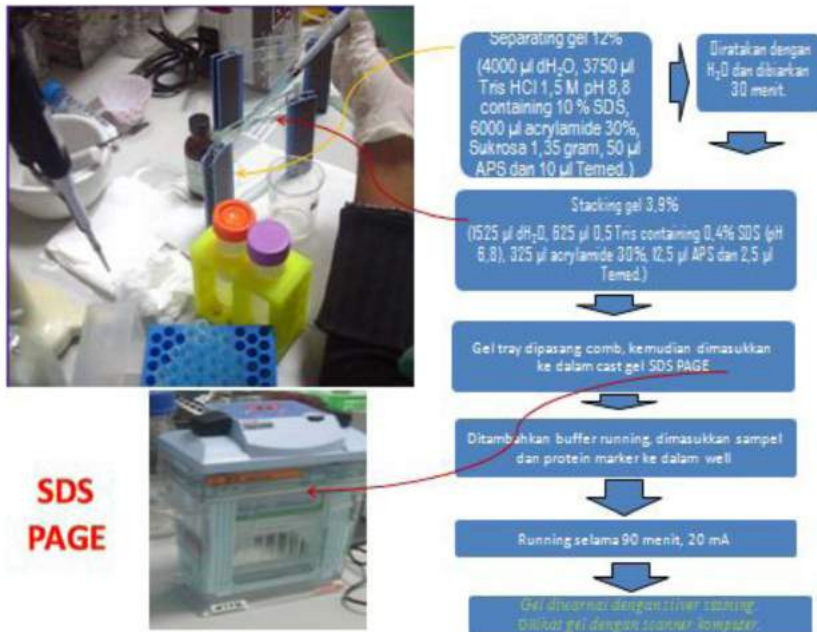 Separating gel 12%
(4000 µl dH₂O, 3750 µl
Tris HCl 1,5 M pH 8,8
containing 10 % SDS,
6000 µl acrylamide 30%,
Sukrosa 1,35 gram, 50 µl
APS dan 10 µl Temed.)
Diratakan dengan
H₂O dan dibiarkan
30 menit.
Stacking gel 3,9%
(1525 µl dH₂O, 625 µl 0,5 Tris containing 0,4% SDS (pH
6,8), 325 µl acrylamide 30%, 12,5 µl APS dan 2,5 µl
Temed.)
Gel tray dipasang comb, kemudian dimasukkan
ke dalam cast gel SDS PAGE
Ditambahkan buffer running, dimasukkan sampel
dan protein marker ke dalam well
SDS
PAGE
Running selama 90 menit, 20 mA
Gel diwarnai dengan silver staining.
Dilihat gel dengan scanner komputer.